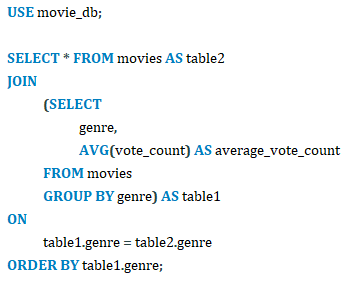 USE movie_db;
SELECT * FROM movies AS table2
JOIN
(SELECT
genre,
AVG(vote_count) AS average_vote_count
FROM movies
GROUP BY genre) AS table1
ON
table1.genre = table2.genre
ORDER BY table1.genre;